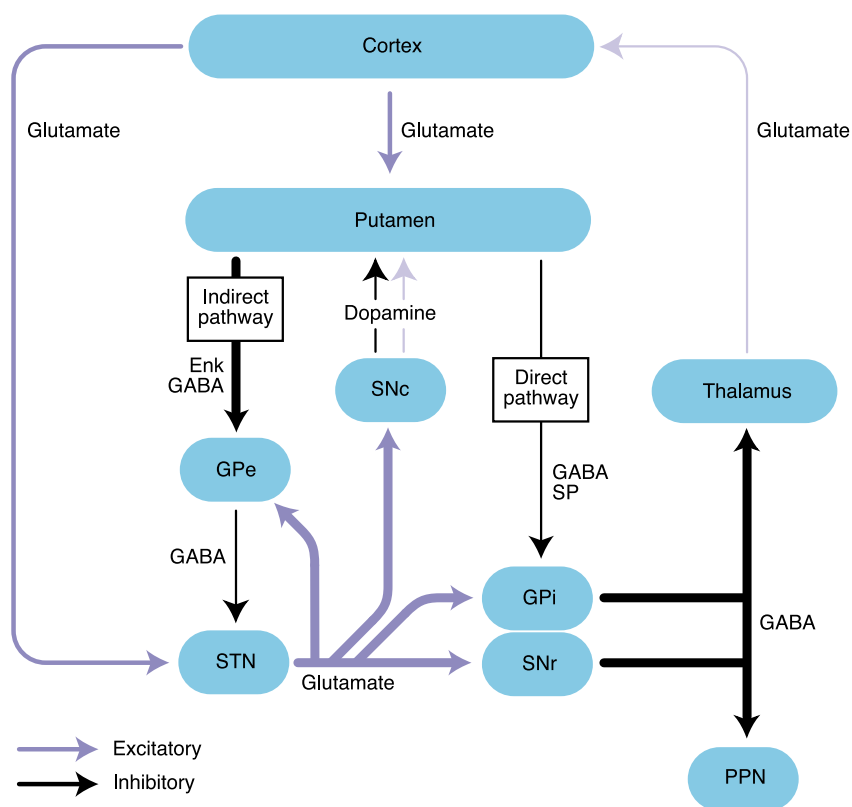 Cortex
Glutamate
Glutamate
Glutamate
Putamen
Indirect
pathway
Dopamine
Enk
GABA
SNc
Direct
pathway
Thalamus
GPe
GABA
SP
GABA
GPi
GABA
STN
SNr
Glutamate
Excitatory
Inhibitory
PPN